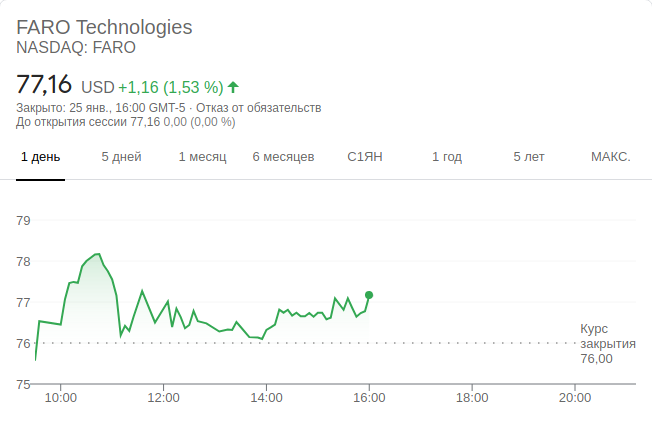 FARO Technologies
NASDAQ: FARO
77,16 USD +1,16 (1,53 %)
Закрыто: 25 янв., 16:00 GMT-5 · Отказ от обязательств
До открытия сессии 77,16 0,00 (0,00 %)
1 день 5 дней 1 месяц 6 месяцев С1ЯН 1 год 5 лет МАКС.
79
78
77
76
75
Курс
закрытия
76,00
10:00 12:00 14:00 16:00 18:00 20:00